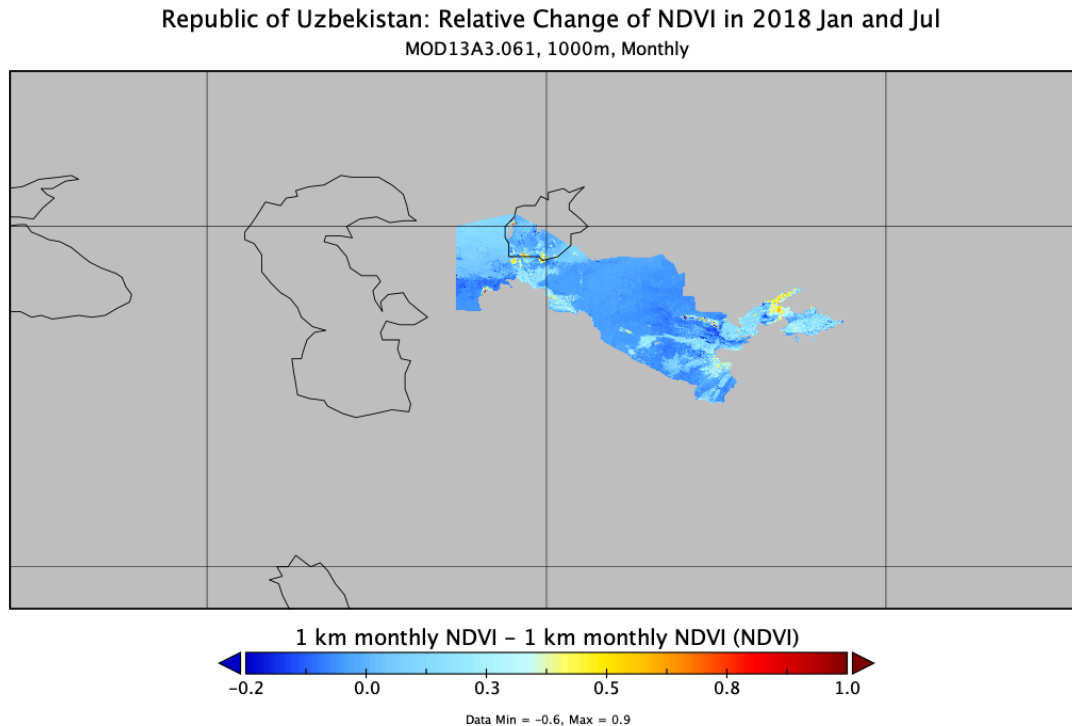 Republic of Uzbekistan: Relative Change of NDVI in 2018 Jan and Jul
MOD13A3.061, 1000m, Monthly
1 km monthly NDVI − 1 km monthly NDVI (NDVI)
−0.2 0.0 0.3 0.5 0.8 1.0
Data Min = −0.6, Max = 0.9